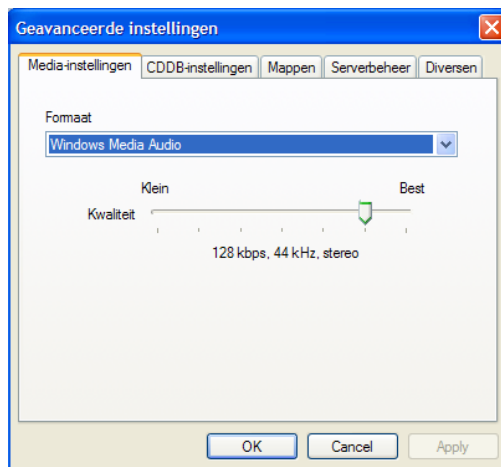 Geavanceerde instellingen
Media-instellingen CDDB-instellingen Mappen Serverbeheer Diversen
Formaat
Windows Media Audio
Klein Best
Kwaliteit
128 kbps, 44 kHz, stereo
OK Cancel Apply